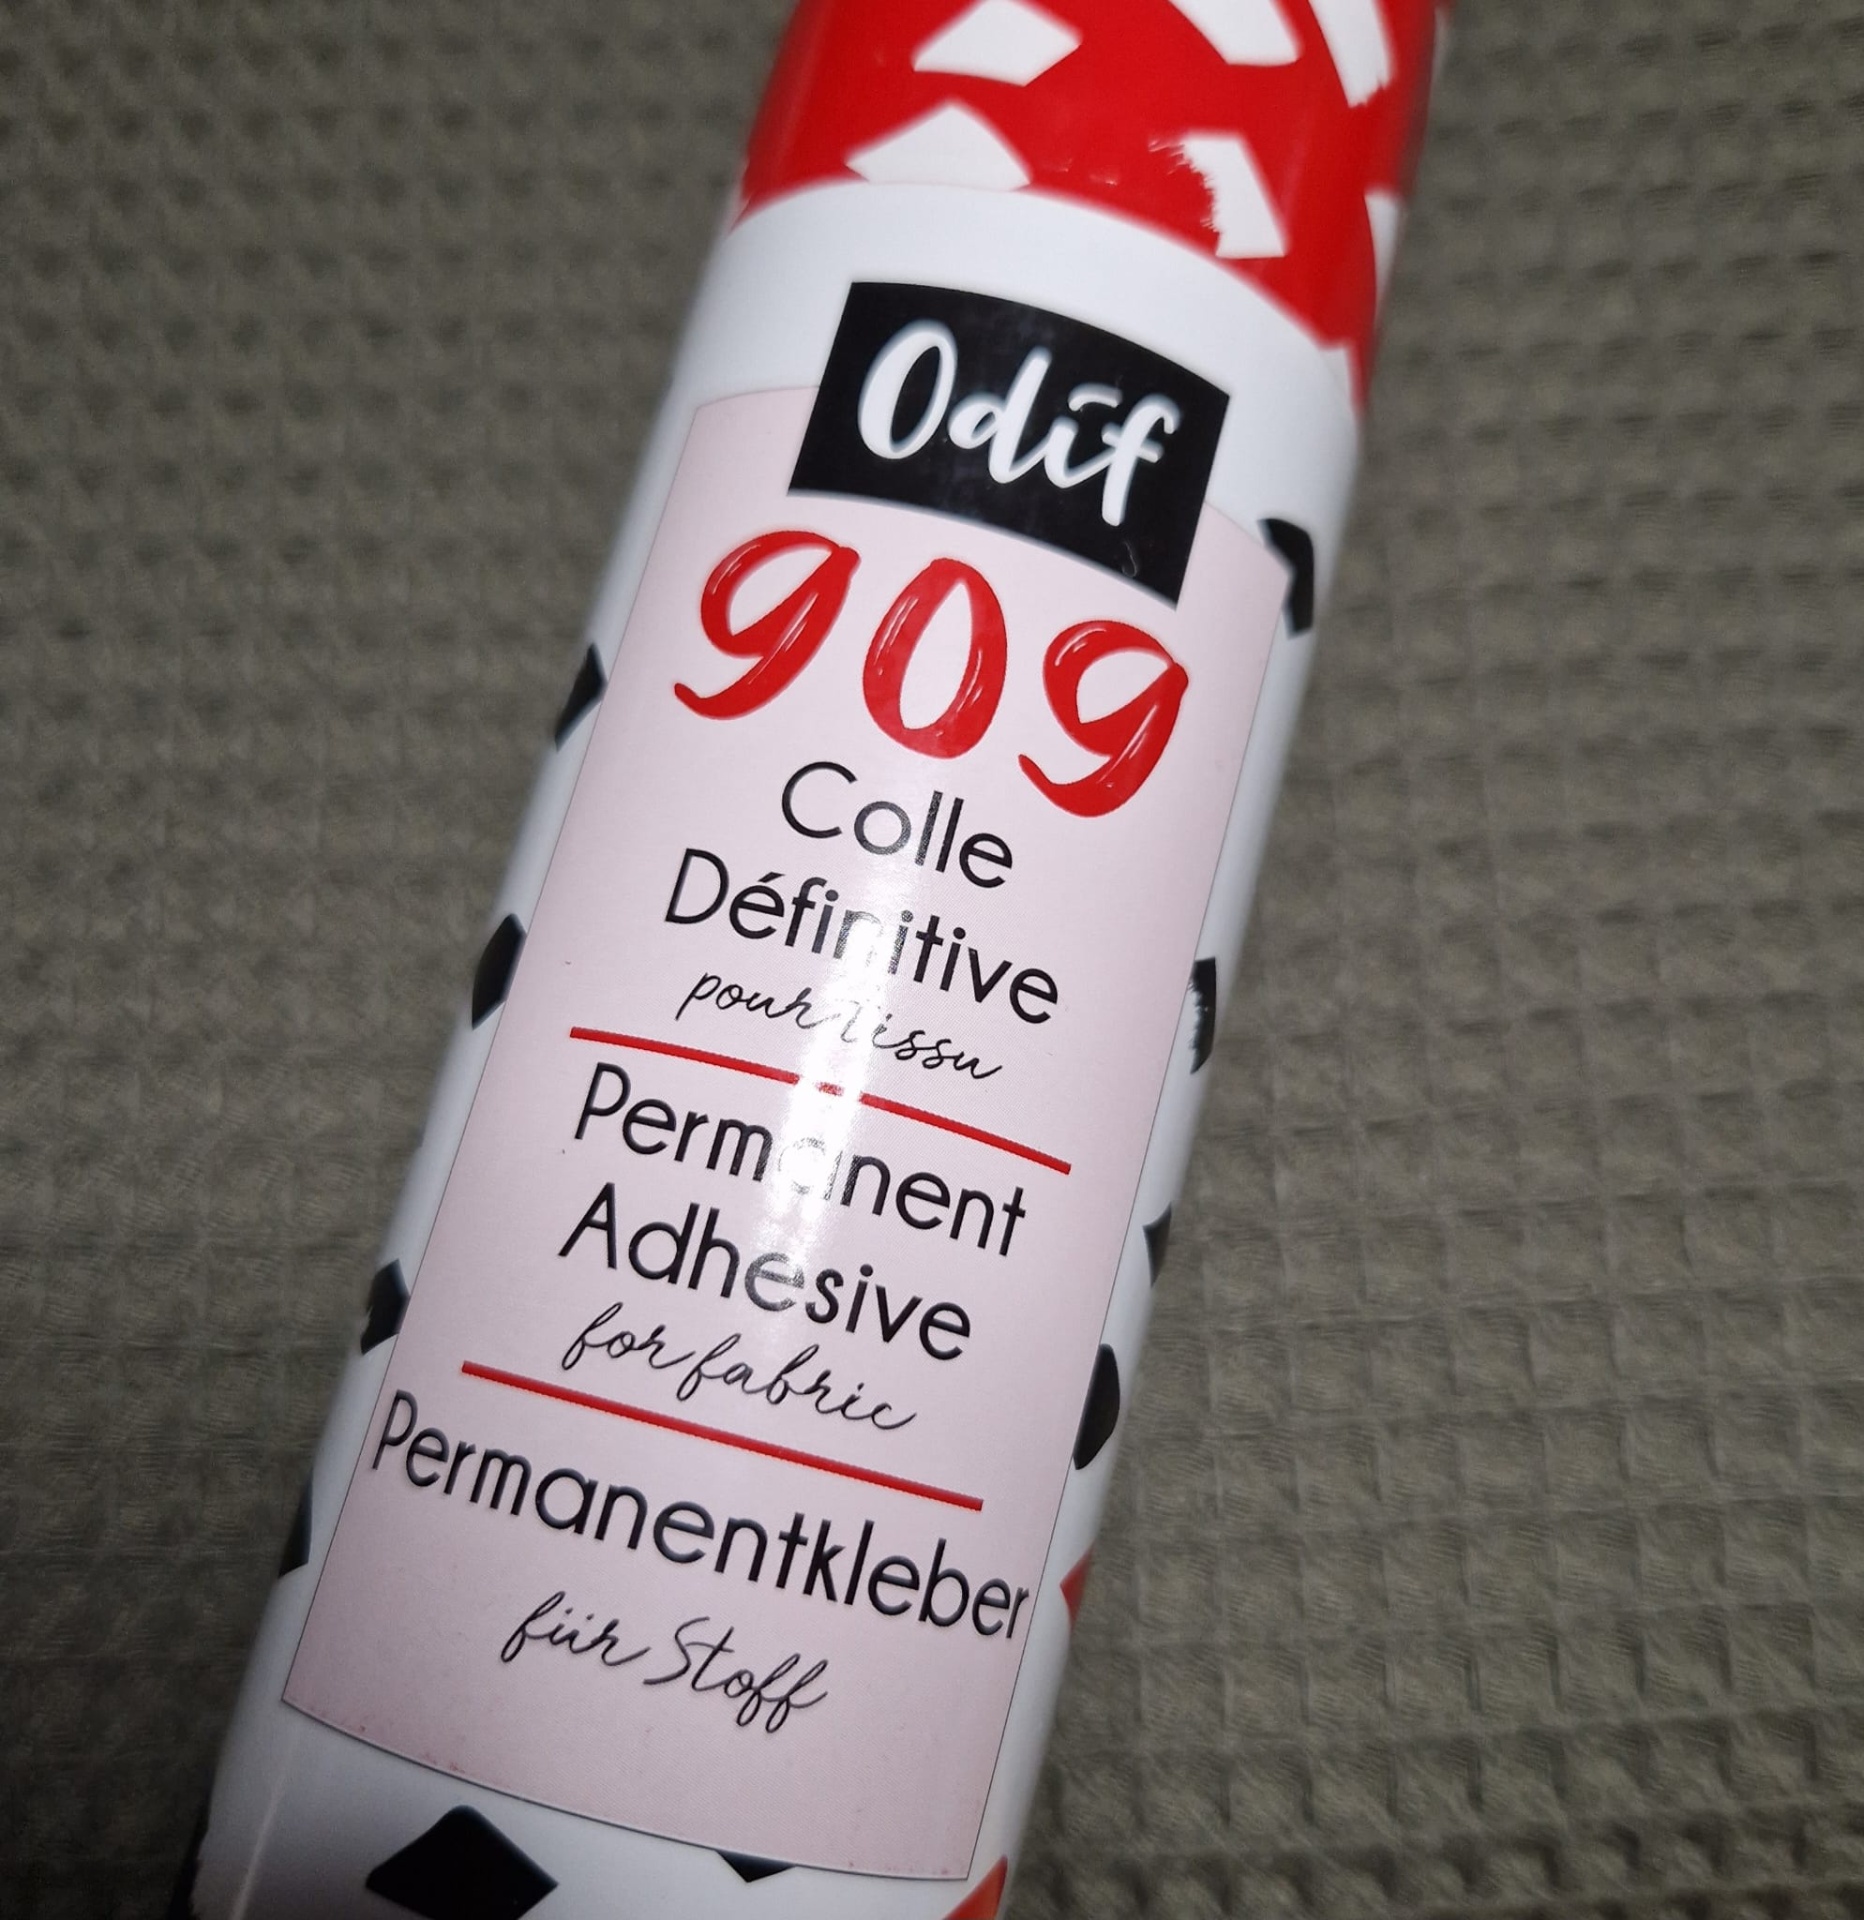 Odif
909
Colle
Définitive
pour tissu
Permanent
Adhesive
for fabric
Permanentkleber
für Stoff